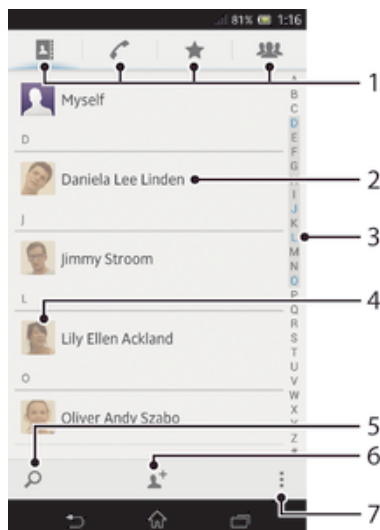 81% 1:16
1
Myself
D
Daniela Lee Linden
2
J
Jimmy Stroom
L
Lily Ellen Ackland
4
O
Oliver Andy Szabo
A
B
C
D
E
F
G
I
J
K
L
M
N
O
P
Q
R
S
T
U
V
W
X
Y
Z
#
3
5
6
7